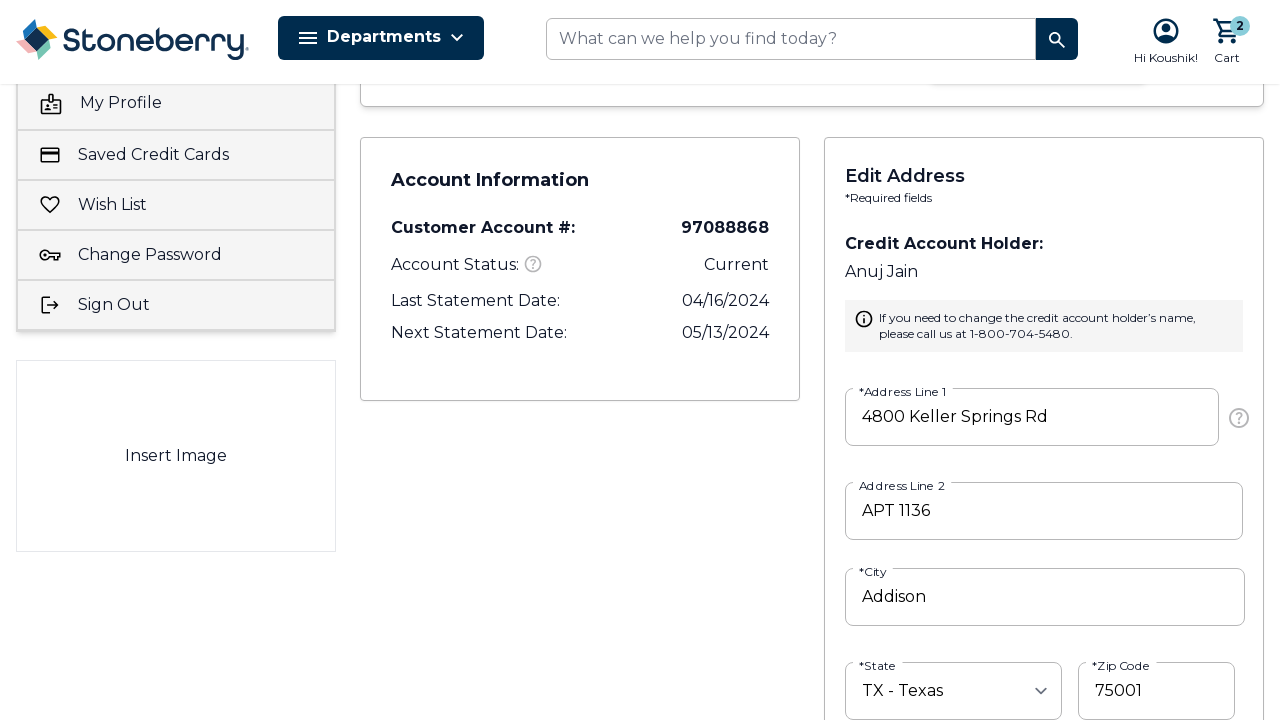 Stoneberry
Departments
What can we help you find today?
Hi Koushik!
2
Cart
My Profile
Saved Credit Cards
Wish List
Change Password
Sign Out
Insert Image
Account Information
Customer Account #: 97088868
Account Status: ? Current
Last Statement Date: 04/16/2024
Next Statement Date: 05/13/2024
Edit Address
*Required fields
Credit Account Holder:
Anuj Jain
If you need to change the credit account holder's name,
please call us at 1-800-704-5480.
*Address Line 1
4800 Keller Springs Rd
?
Address Line 2
APT 1136
*City
Addison
*State
TX - Texas
*Zip Code
75001